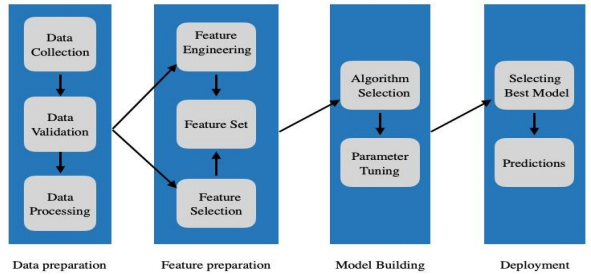 Data
Collection
Data
Validation
Data
Processing
Data preparation
Feature
Engineering
Feature Set
Feature
Selection
Feature preparation
Algorithm
Selection
Parameter
Tuning
Model Building
Selecting
Best Model
Predictions
Deployment